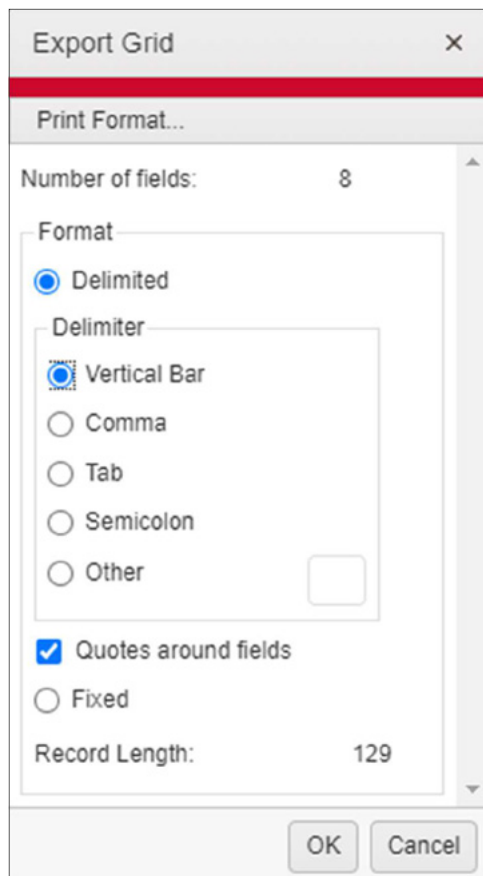 Export Grid ×
Print Format...
Number of fields: 8
Format
Delimited
Delimiter
Vertical Bar
Comma
Tab
Semicolon
Other
Quotes around fields
Fixed
Record Length: 129
OK Cancel